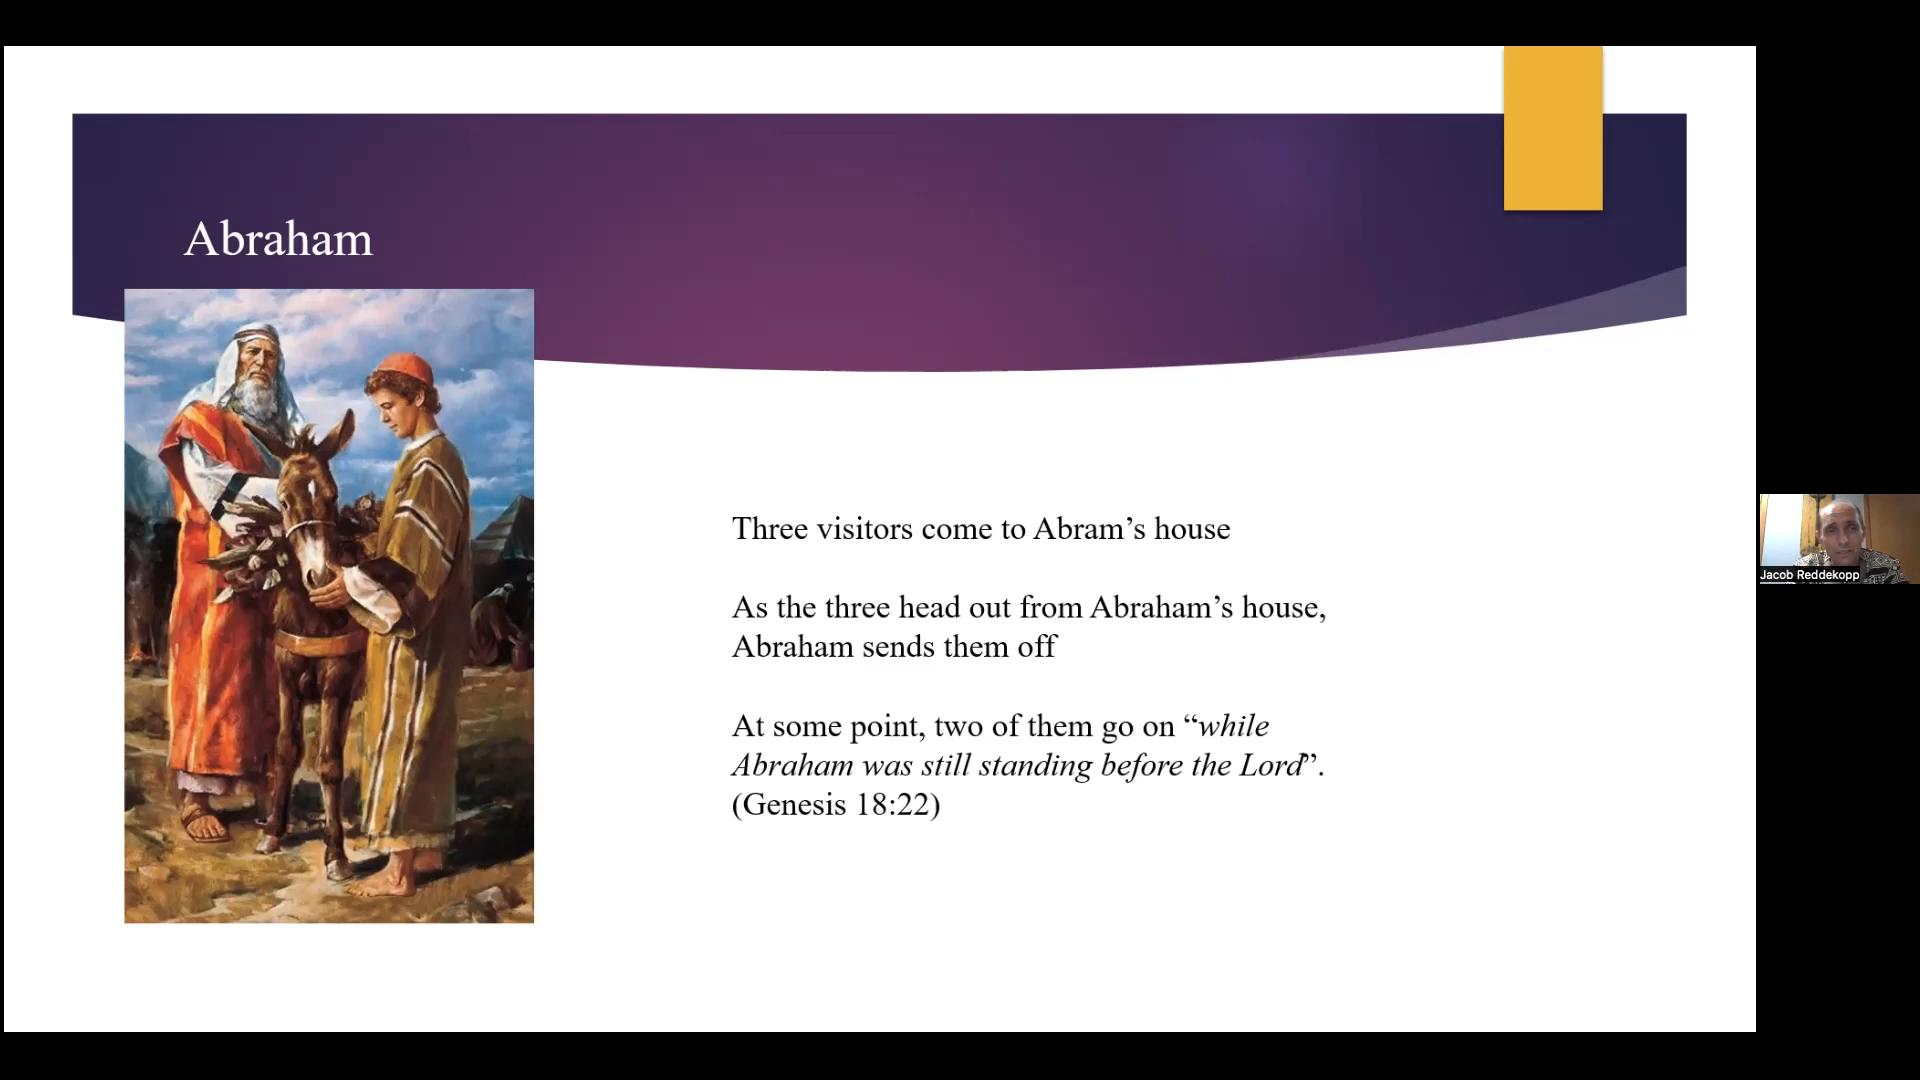 Abraham
Three visitors come to Abram’s house
As the three head out from Abraham’s house,
Abraham sends them off
At some point, two of them go on “while
Abraham was still standing before the Lord”.
(Genesis 18:22)
Jacob Reddekopp